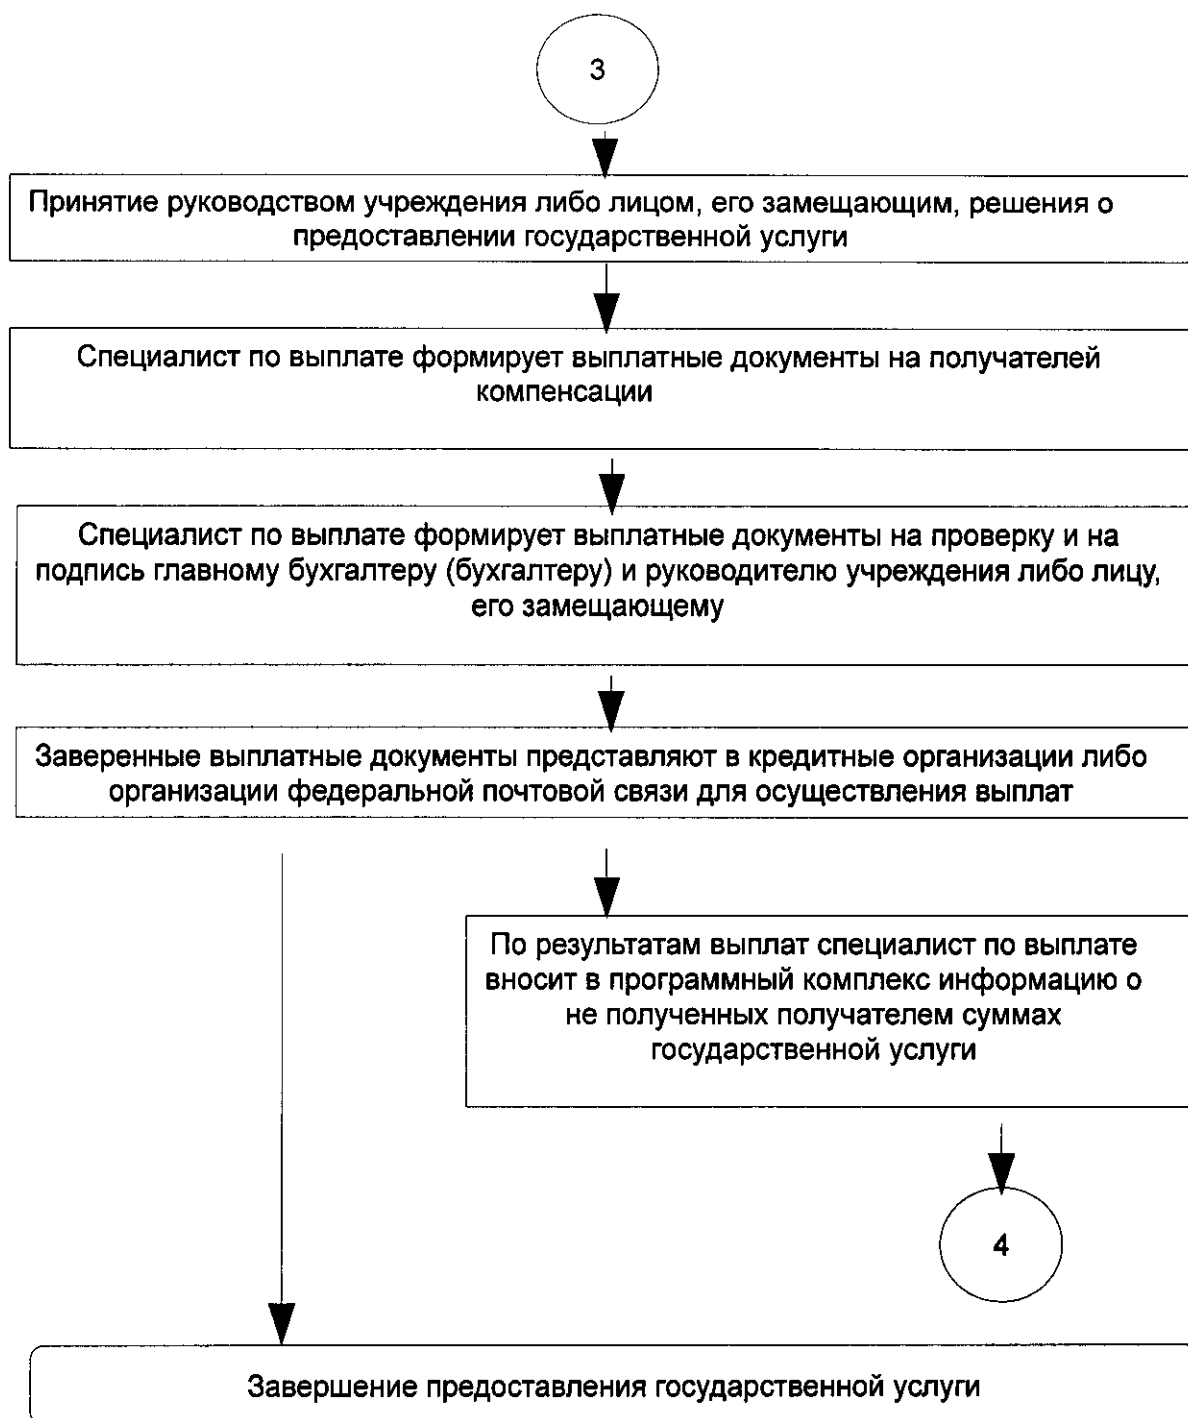 3
Принятие руководством учреждения либо лицом, его замещающим, решения о
предоставлении государственной услуги
Специалист по выплате формирует выплатные документы на получателей
компенсации
Специалист по выплате формирует выплатные документы на проверку и на
подпись главному бухгалтеру (бухгалтеру) и руководителю учреждения либо лицу,
его замещающему
Заверенные выплатные документы представляют в кредитные организации либо
организации федеральной почтовой связи для осуществления выплат
По результатам выплат специалист по выплате
вносит в программный комплекс информацию о
не полученных получателем суммах
государственной услуги
4
Завершение предоставления государственной услуги